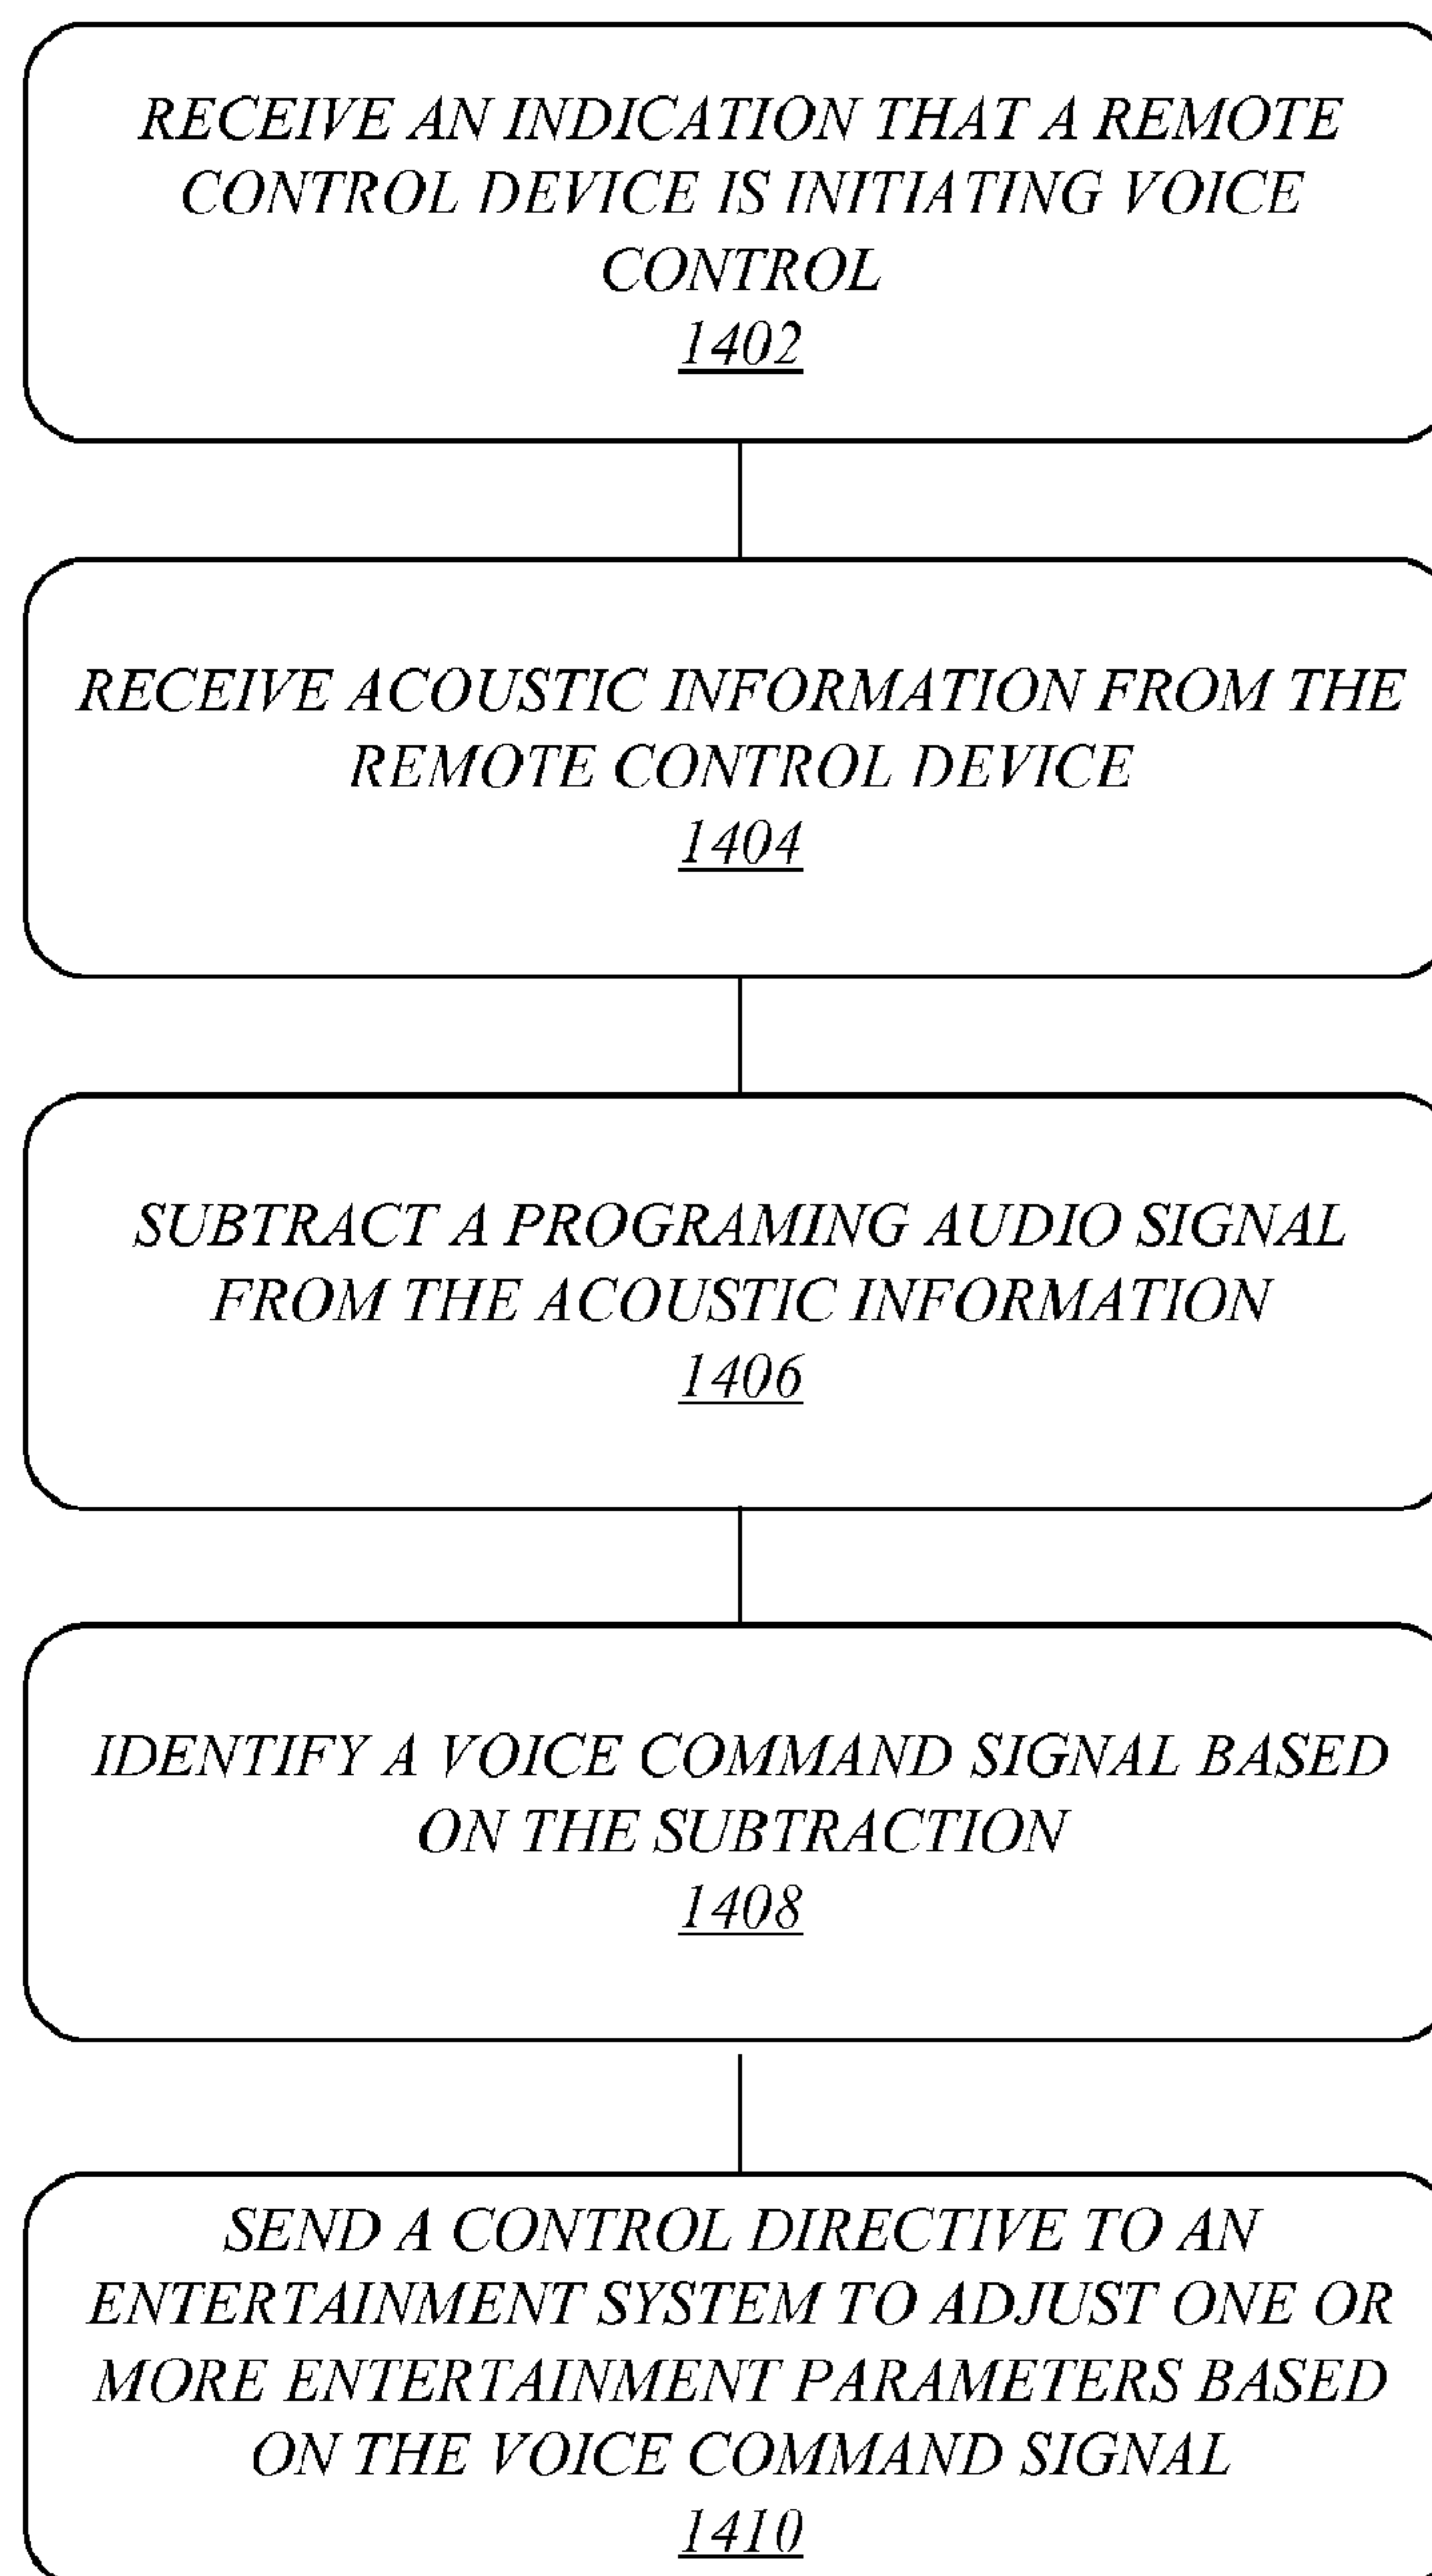 RECEIVE AN INDICATION THAT A REMOTE
CONTROL DEVICE IS INITIATING VOICE
CONTROL
1402
RECEIVE ACOUSTIC INFORMATION FROM THE
REMOTE CONTROL DEVICE
1404
SUBTRACT A PROGRAMING AUDIO SIGNAL
FROM THE ACOUSTIC INFORMATION
1406
IDENTIFY A VOICE COMMAND SIGNAL BASED
ON THE SUBTRACTION
1408
SEND A CONTROL DIRECTIVE TO AN
ENTERTAINMENT SYSTEM TO ADJUST ONE OR
MORE ENTERTAINMENT PARAMETERS BASED
ON THE VOICE COMMAND SIGNAL
1410